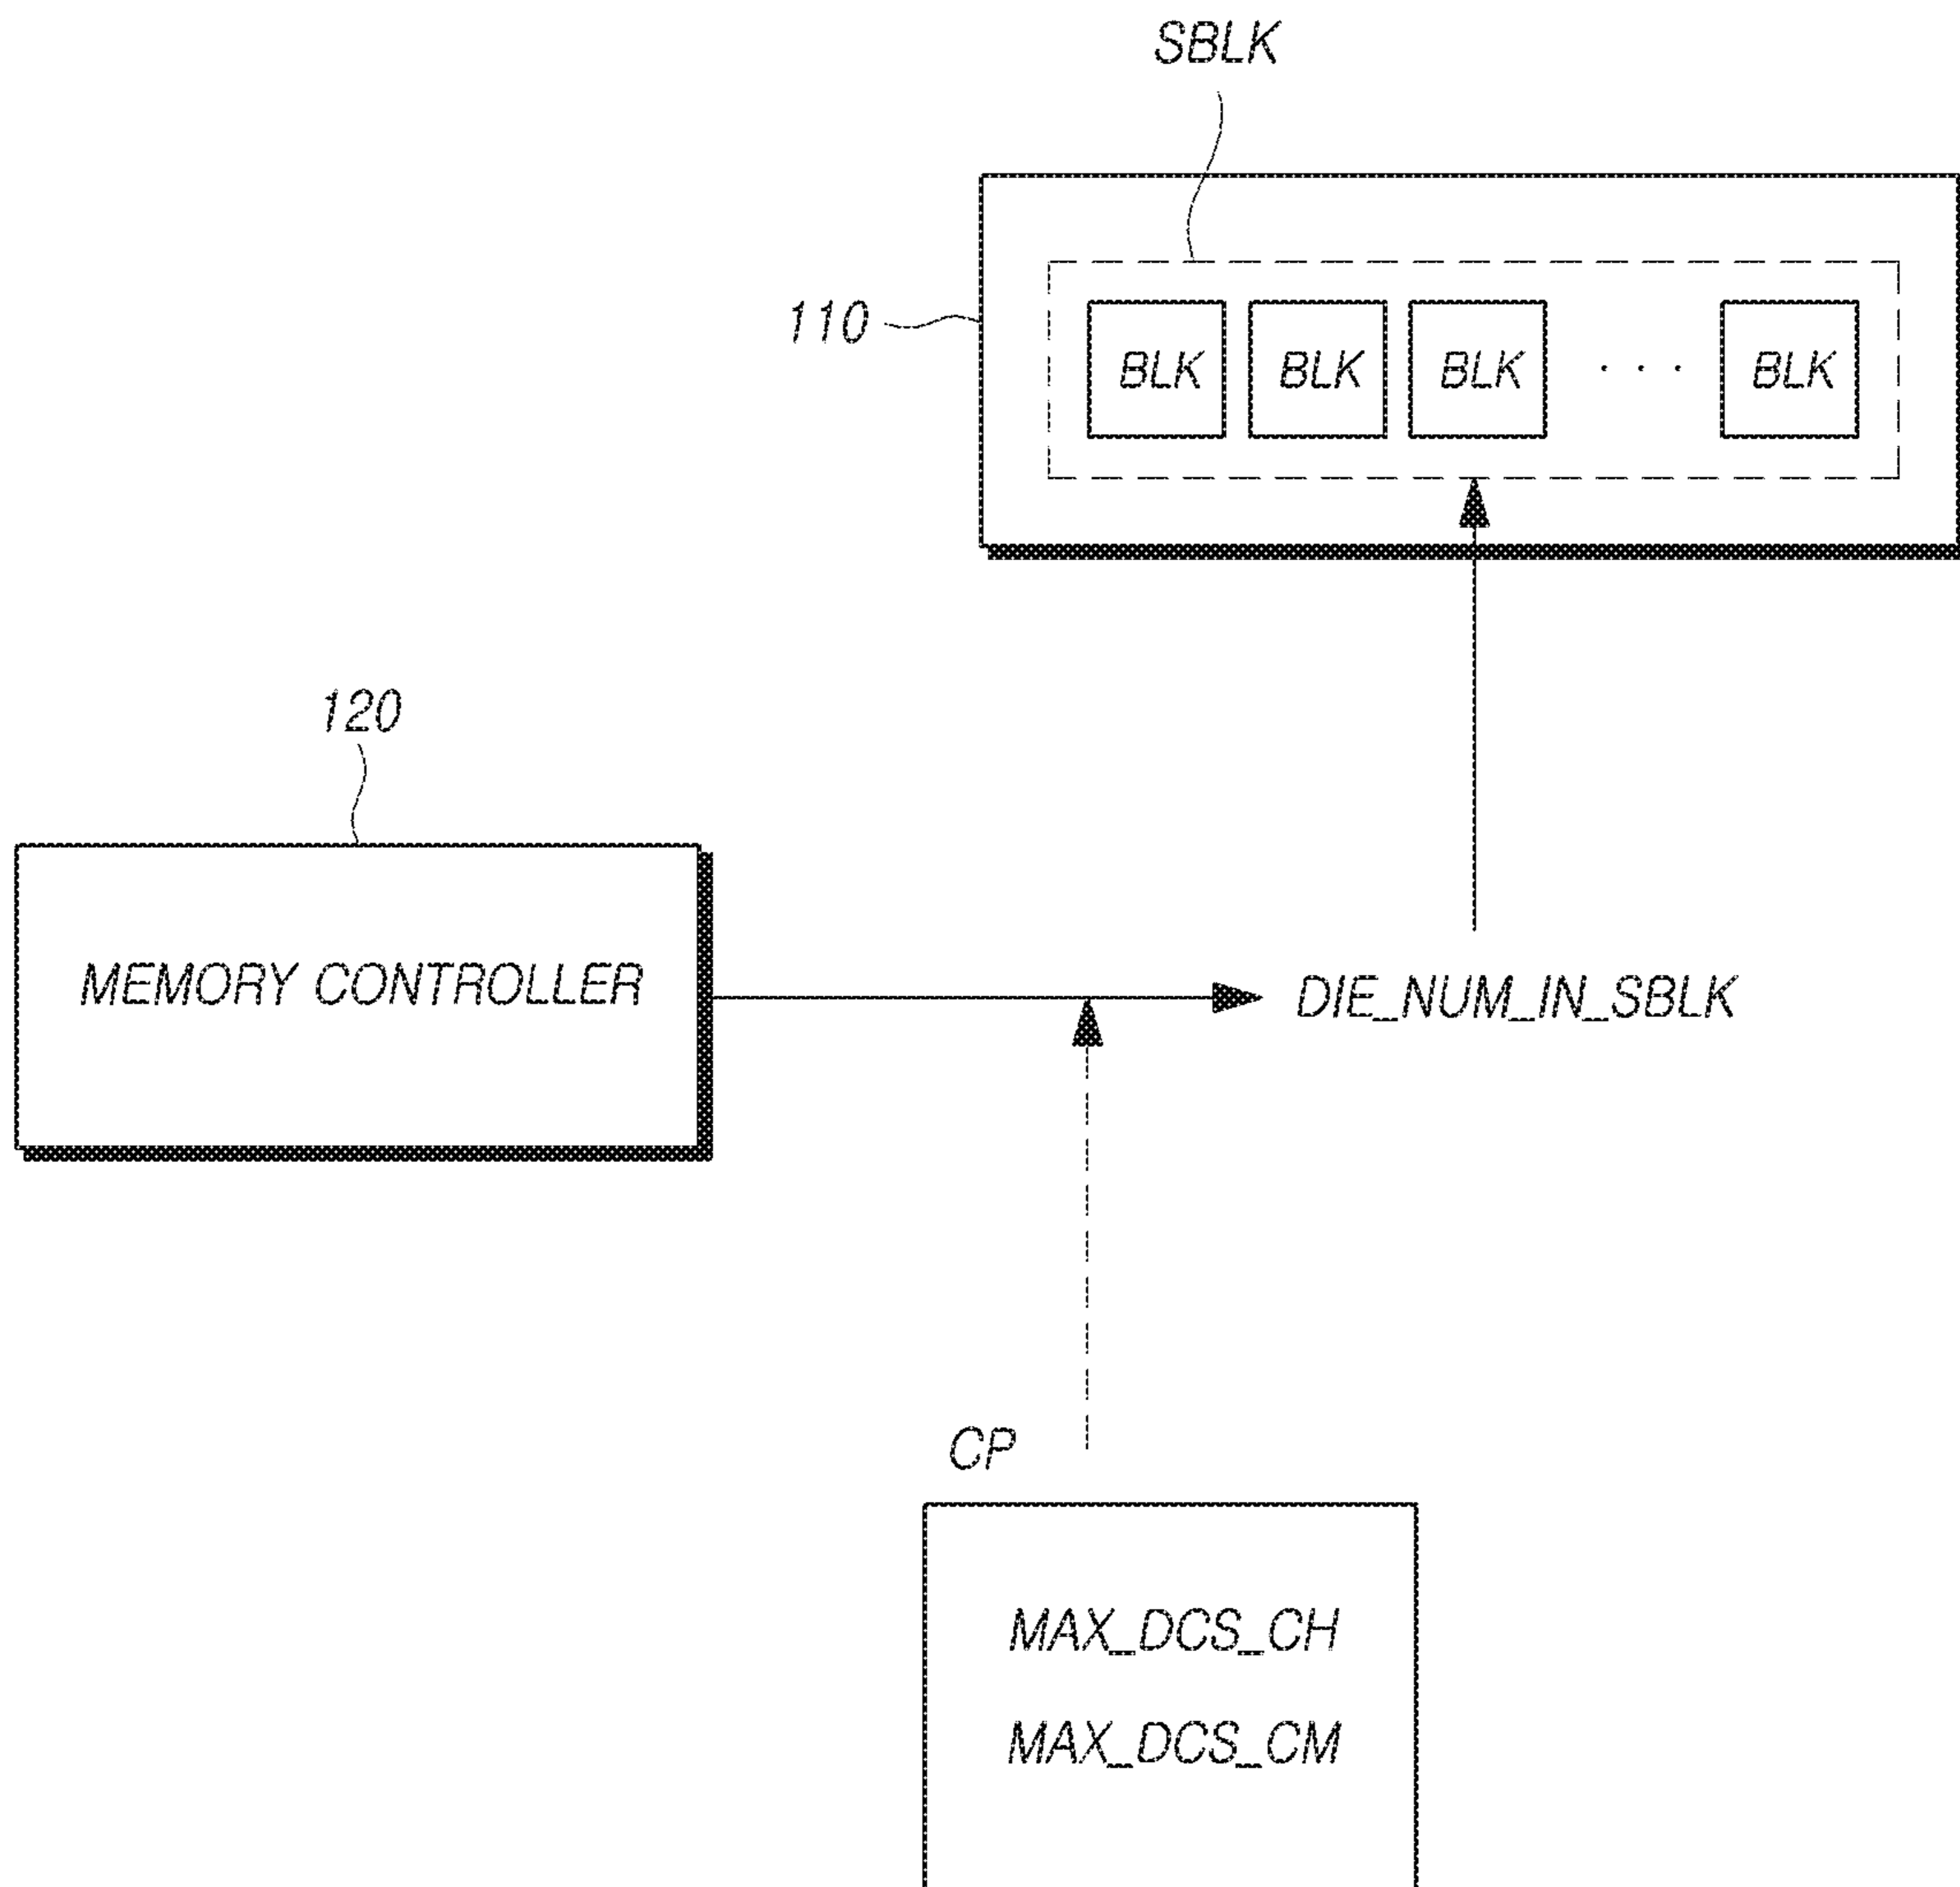 SBLK
110
BLK BLK BLK · · · BLK
120
MEMORY CONTROLLER
DIE_NUM_IN_SBLK
CP
MAX_DCS_CH
MAX_DCS_CM